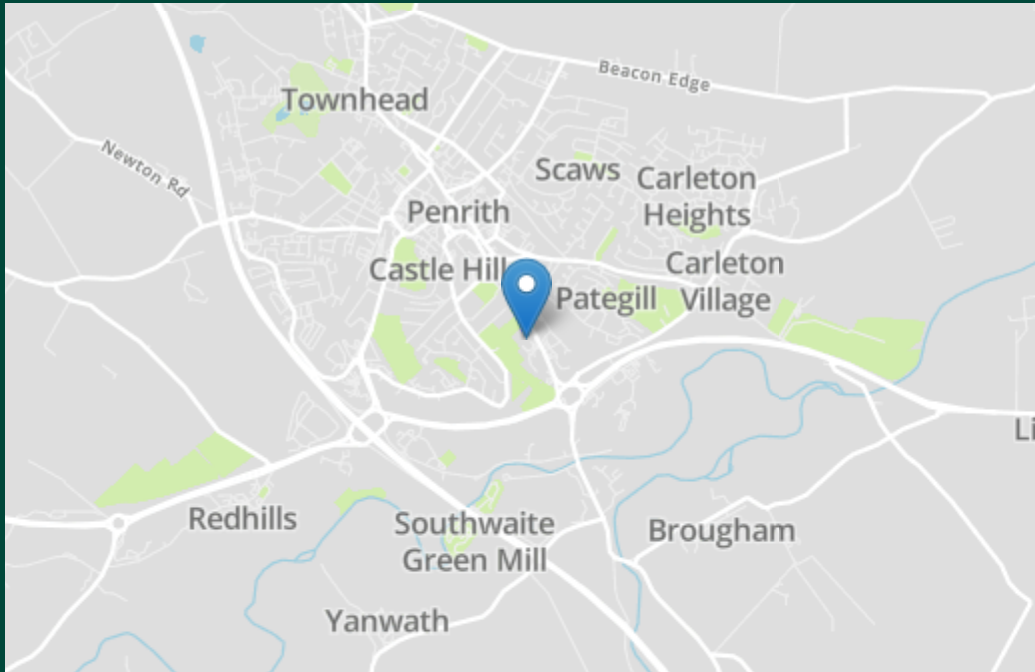 Beacon Edge
Townhead
Newton Rd
Scaws
Carleton
Heights
Penrith
Castle Hill
Carleton
Village
Pategill
Li
Redhills
Southwaite
Green Mill
Brougham
Yanwath